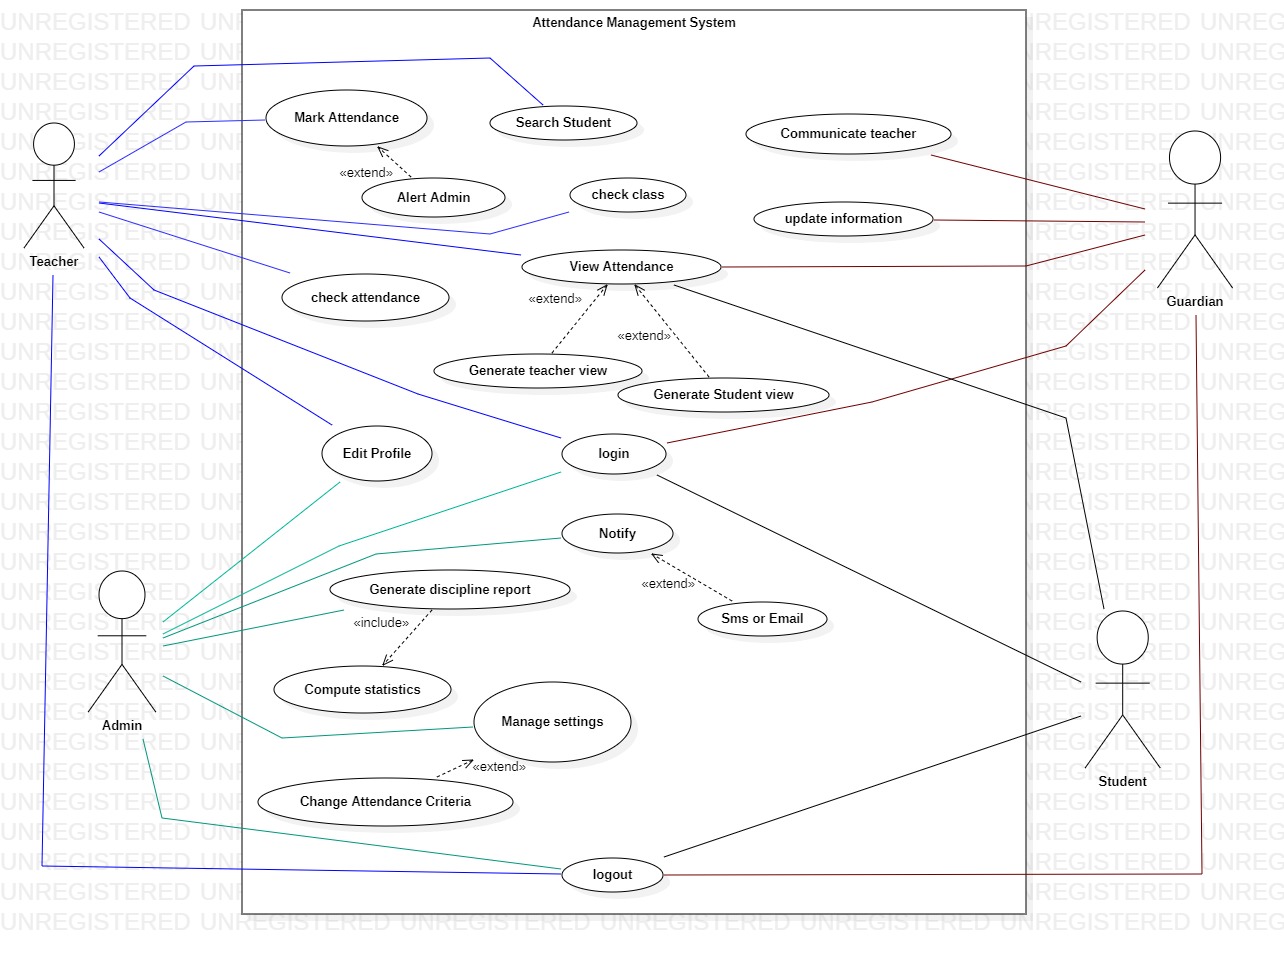 Attendance Management System
Mark Attendance
Search Student
Communicate teacher
«extend»
Alert Admin
check class
update information
Teacher
View Attendance
check attendance
«extend»
Guardian
«extend»
Generate teacher view
Generate Student view
Edit Profile
login
Notify
«extend»
Generate discipline report
Sms or Email
«include»
Compute statistics
Manage settings
Admin
«extend»
Change Attendance Criteria
Student
logout
UNREGISTERED UNREGISTERED UNREGISTERED UNREGISTERED UNREGISTERED UNREGISTERED